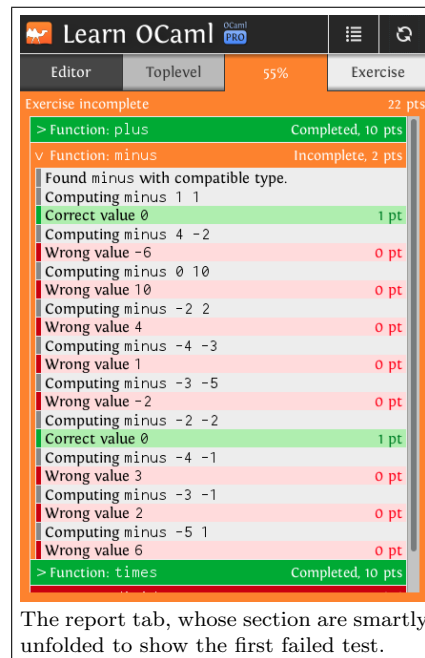 Learn OCaml OCaml PRO
Editor Toplevel 55% Exercise
Exercise incomplete 22 pts
> Function: plus Completed, 10 pts
v Function: minus Incomplete, 2 pts
Found minus with compatible type.
Computing minus 1 1
Correct value 0 1 pt
Computing minus 4 -2
Wrong value -6 0 pt
Computing minus 0 10
Wrong value 10 0 pt
Computing minus -2 2
Wrong value 4 0 pt
Computing minus -4 -3
Wrong value 1 0 pt
Computing minus -3 -5
Wrong value -2 0 pt
Computing minus -2 -2
Correct value 0 1 pt
Computing minus -4 -1
Wrong value 3 0 pt
Computing minus -3 -1
Wrong value 2 0 pt
Computing minus -5 1
Wrong value 6 0 pt
> Function: times Completed, 10 pts
The report tab, whose section are smartly
unfolded to show the first failed test.